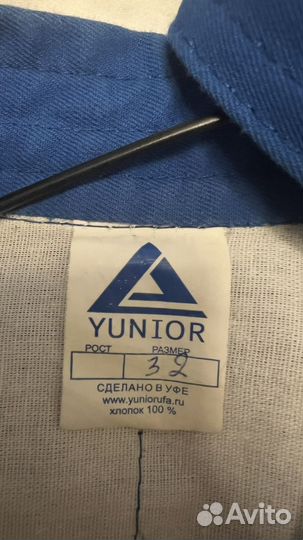 YUNIOR
РОСТ РАЗМЕР
32
СДЕЛАНО В УФЕ
www.yuniorufa.ru
хлопок 100 %
Avito